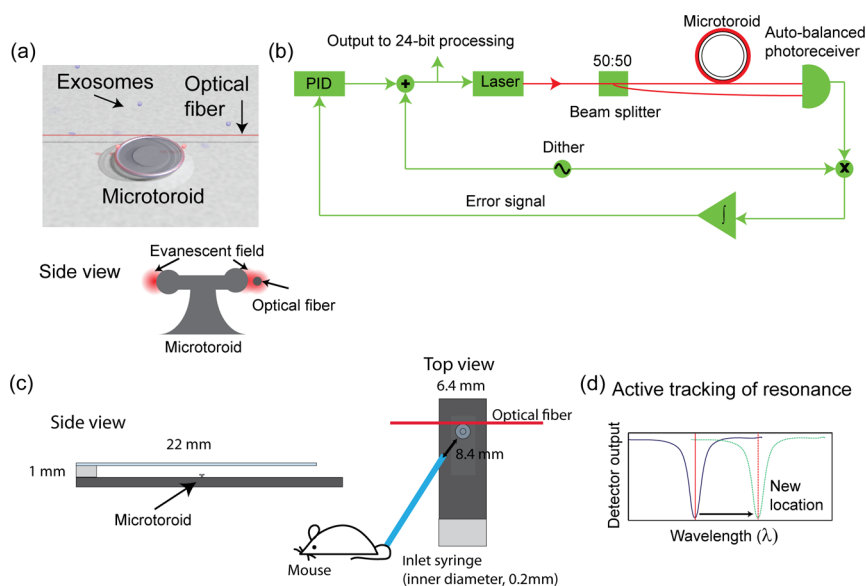 (a)
Exosomes
Optical
fiber
Microtoroid
Side view
Evanescent field
Optical fiber
Microtoroid
(b)
Output to 24-bit processing
PID
+
Laser
50:50
Beam splitter
Microtoroid
Auto-balanced
photoreceiver
Dither
x
Error signal
∫
(c)
Side view
22 mm
1 mm
Microtoroid
Top view
6.4 mm
Optical fiber
8.4 mm
Mouse
Inlet syringe
(inner diameter, 0.2mm)
(d)
Active tracking of resonance
Detector output
New
location
Wavelength (λ)